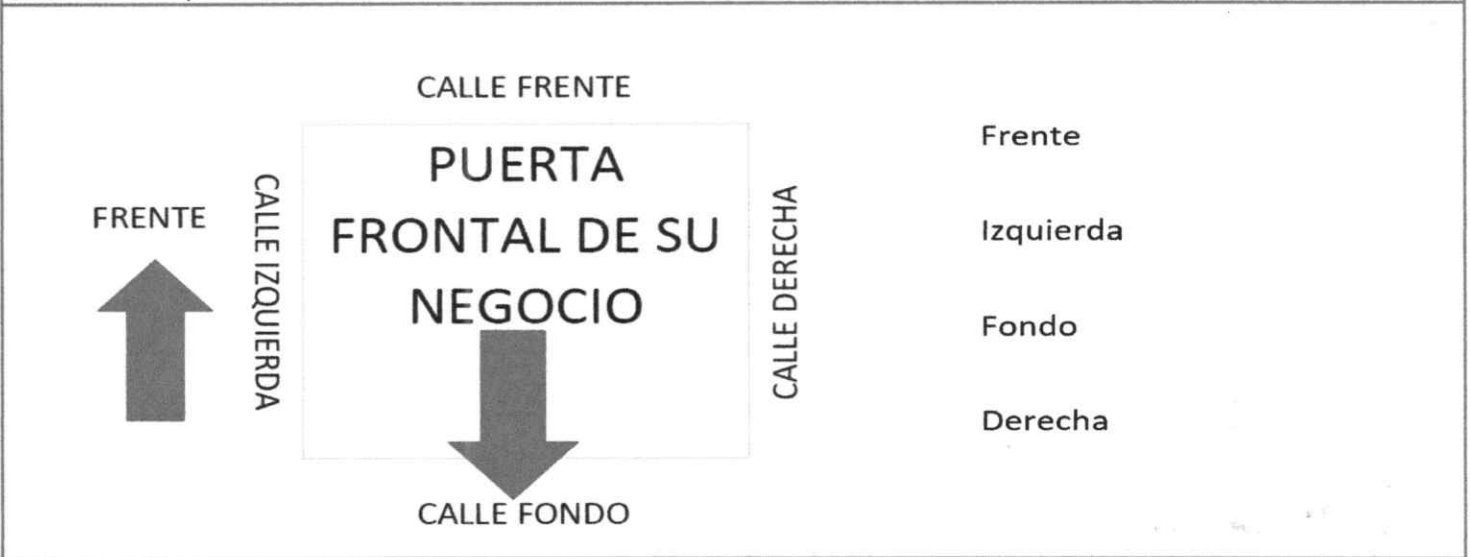 CALLE FRENTE
PUERTA
FRONTAL DE SU
NEGOCIO
FRENTE
CALLE IZQUIERDA
CALLE DERECHA
CALLE FONDO
Frente
Izquierda
Fondo
Derecha